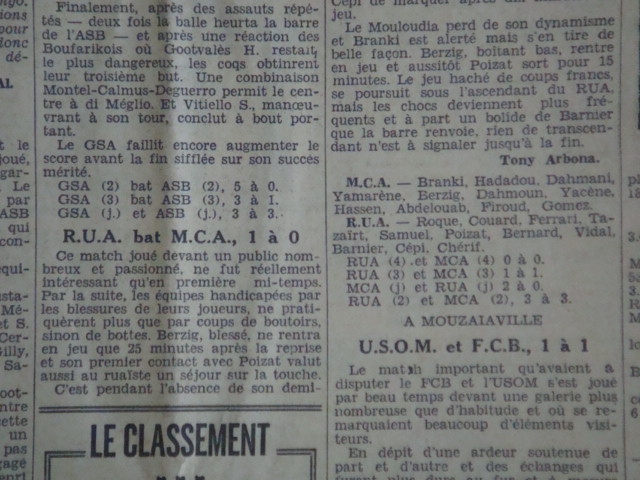 Finalement, après des assauts répé-
tés — deux fois la balle heurta la barre
de l'ASB — et après une réaction des
Boufarikois où Gootvalès H. restait
le plus dangereux, les coqs obtinrent
leur troisième but. Une combinaison
Montel-Calmus-Deguerro permit le cen-
tre à di Méglio. Et Vitiello S., manœu-
vrant à son tour, conclut à bout por-
tant.
Le GSA faillit encore augmenter le
score avant la fin sifflée sur son succès
mérité.
GSA (2) bat ASB (2), 5 à 0.
GSA (3) bat ASB (3), 3 à 1.
GSA (j.) et ASB (j.), 3 à 3.
R.U.A. bat M.C.A., 1 à 0
Ce match joué devant un public nom-
breux et passionné, ne fut réellement
intéressant qu'en première mi-temps.
Par la suite, les équipes handicapées par
les blessures de leurs joueurs, ne pra-
tiquèrent plus que par coups de boutoirs,
sinon de bottes. Berzig, blessé, ne rentra
en jeu que 25 minutes après la reprise
et son premier contact avec Poizat valut
aussi au ruaïste un séjour sur la touche.
C'est pendant l'absence de son demi-
LE CLASSEMENT
jeu.
Le Mouloudia perd de son dynamisme
et Branki est alerté mais s'en tire de
belle façon. Berzig, boîtant bas, rentre
en jeu et aussitôt Poizat sort pour 15
minutes. Le jeu haché de coups francs,
se poursuit sous l'ascendant du RUA,
mais les chocs deviennent plus fré-
quents et à part un bolide de Barnier
que la barre renvoie, rien de transcen-
dant n'est à signaler jusqu'à la fin.
Tony Arbona.
M.C.A. — Branki, Hadadou, Dahmani,
Yamarène, Berzig, Dahmoun, Yacène,
Hassen, Abdelouab, Firoud, Gomez.
R.U.A. — Roque, Couard, Ferrari, Ta-
zaïrt, Samuel, Poizat, Bernard, Vidal,
Barnier, Cépi, Chérif.
RUA (4) et MCA (4) 0 à 0.
RUA (3) et MCA (3) 1 à 1.
MCA (j) et RUA (j) 2 à 0.
RUA (2) et MCA (2), 3 à 3.
A MOUZAIAVILLE
U.S.O.M. et F.C.B., 1 à 1
Le match important qu'avaient à
disputer le FCB et l'USOM s'est joué
par beau temps devant une galerie plus
nombreuse que d'habitude et où se re-
marquaient beaucoup d'éléments visi-
teurs.
En dépit d'une ardeur soutenue de
part et d'autre et des échanges qui